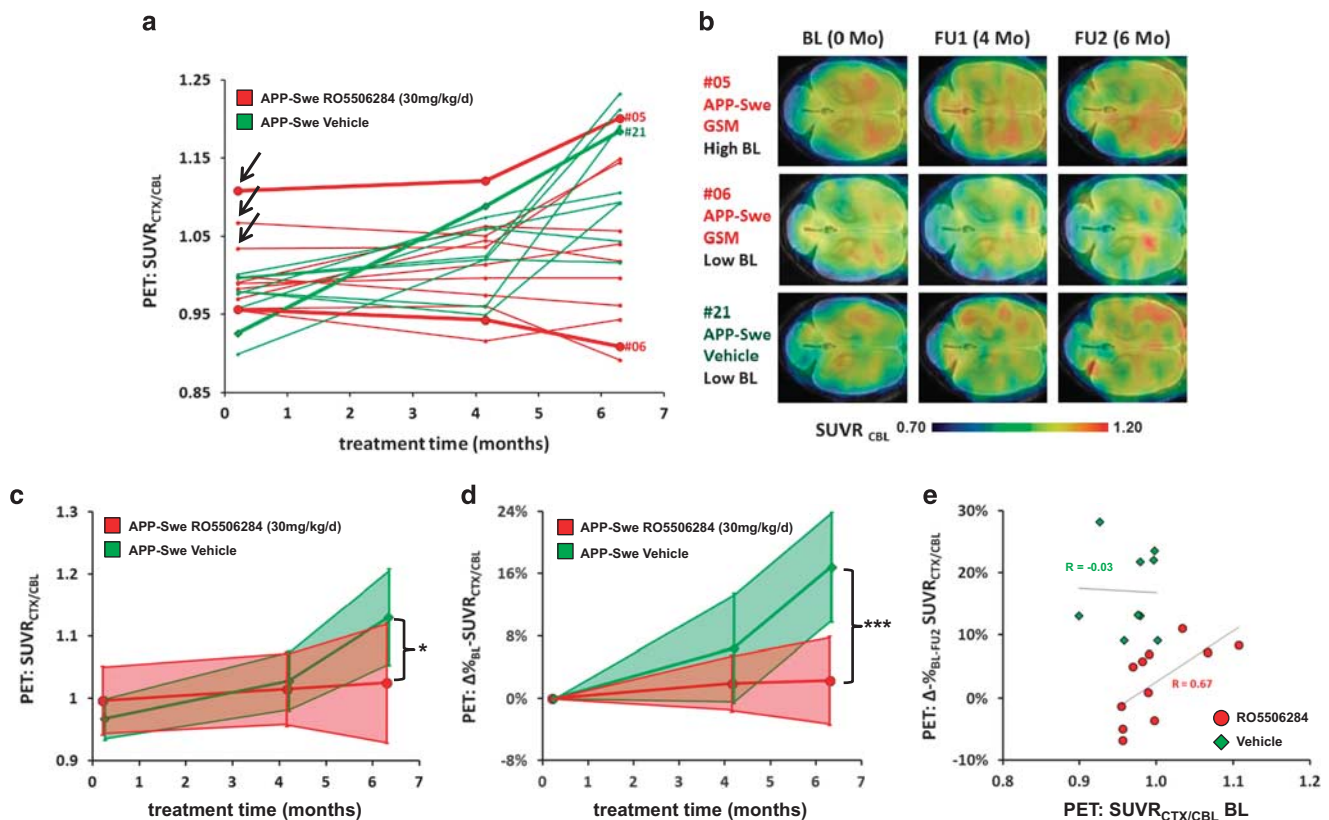 a
PET: SUVRCTX/CBL
1.25
1.15
1.05
0.95
0.85
APP-Swe RO5506284 (30mg/kg/d)
APP-Swe Vehicle
#05
#21
#06
0 1 2 3 4 5 6 7
treatment time (months)
b
BL (0 Mo) FU1 (4 Mo) FU2 (6 Mo)
#05
APP-Swe
GSM
High BL
#06
APP-Swe
GSM
Low BL
#21
APP-Swe
Vehicle
Low BL
SUVR CBL 0.70 1.20
c
PET: SUVRCTX/CBL
1.3
1.2
1.1
1
0.9
APP-Swe RO5506284 (30mg/kg/d)
APP-Swe Vehicle
*
0 1 2 3 4 5 6 7
treatment time (months)
d
PET: Δ%BL-SUVRCTX/CBL
24%
16%
8%
0%
-8%
APP-Swe RO5506284 (30mg/kg/d)
APP-Swe Vehicle
***
0 1 2 3 4 5 6 7
treatment time (months)
e
PET: Δ-%BL-FU2 SUVRCTX/CBL
30%
20%
10%
0%
-10%
R = -0.03
R = 0.67
RO5506284
Vehicle
0.8 0.9 1.0 1.1 1.2
PET: SUVRCTX/CBL BL